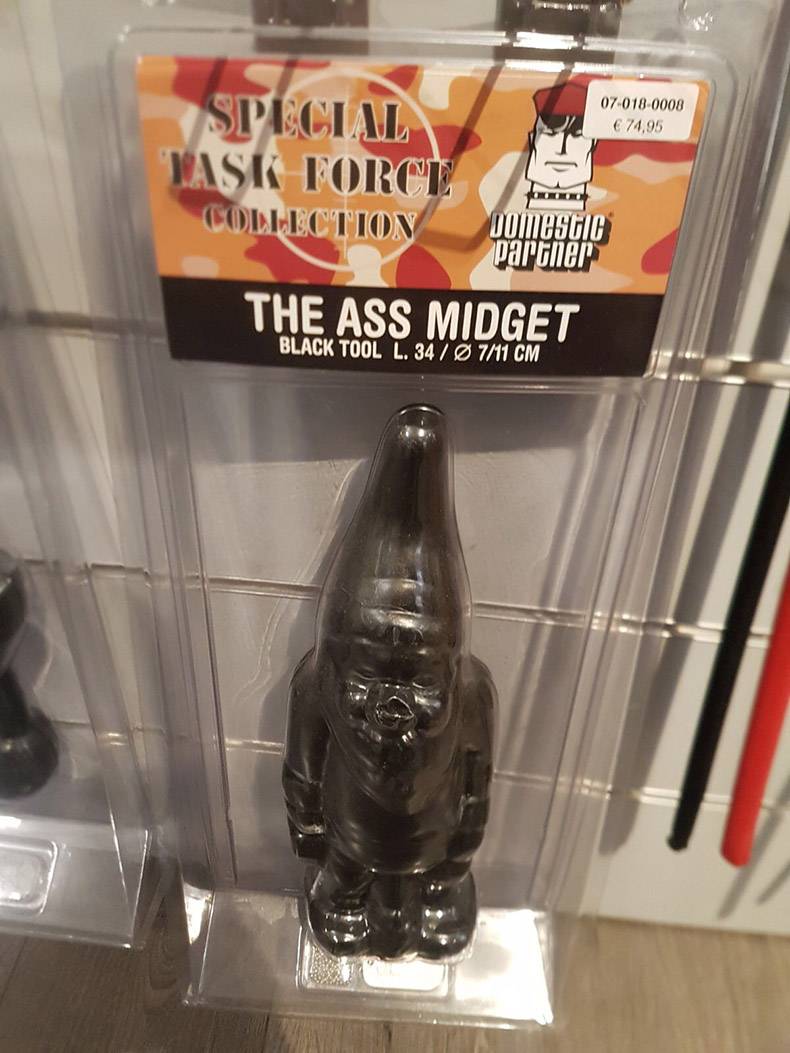 SPECIAL
TASK FORCE
COLLECTION
07-018-0008
€ 74,95
Domestic
partner
THE ASS MIDGET
BLACK TOOL L. 34 / Ø 7/11 CM